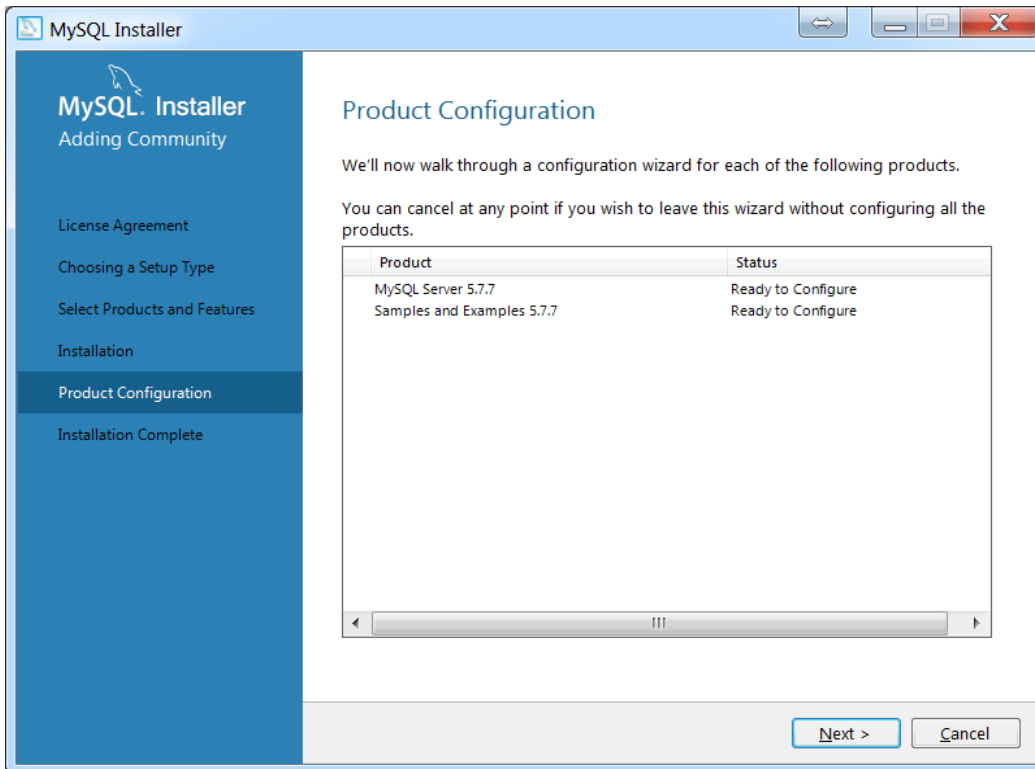 MySQL Installer
MySQL. Installer
Adding Community
License Agreement
Choosing a Setup Type
Select Products and Features
Installation
Product Configuration
Installation Complete
Product Configuration
We'll now walk through a configuration wizard for each of the following products.
You can cancel at any point if you wish to leave this wizard without configuring all the
products.
Product Status
MySQL Server 5.7.7 Ready to Configure
Samples and Examples 5.7.7 Ready to Configure
Next > Cancel